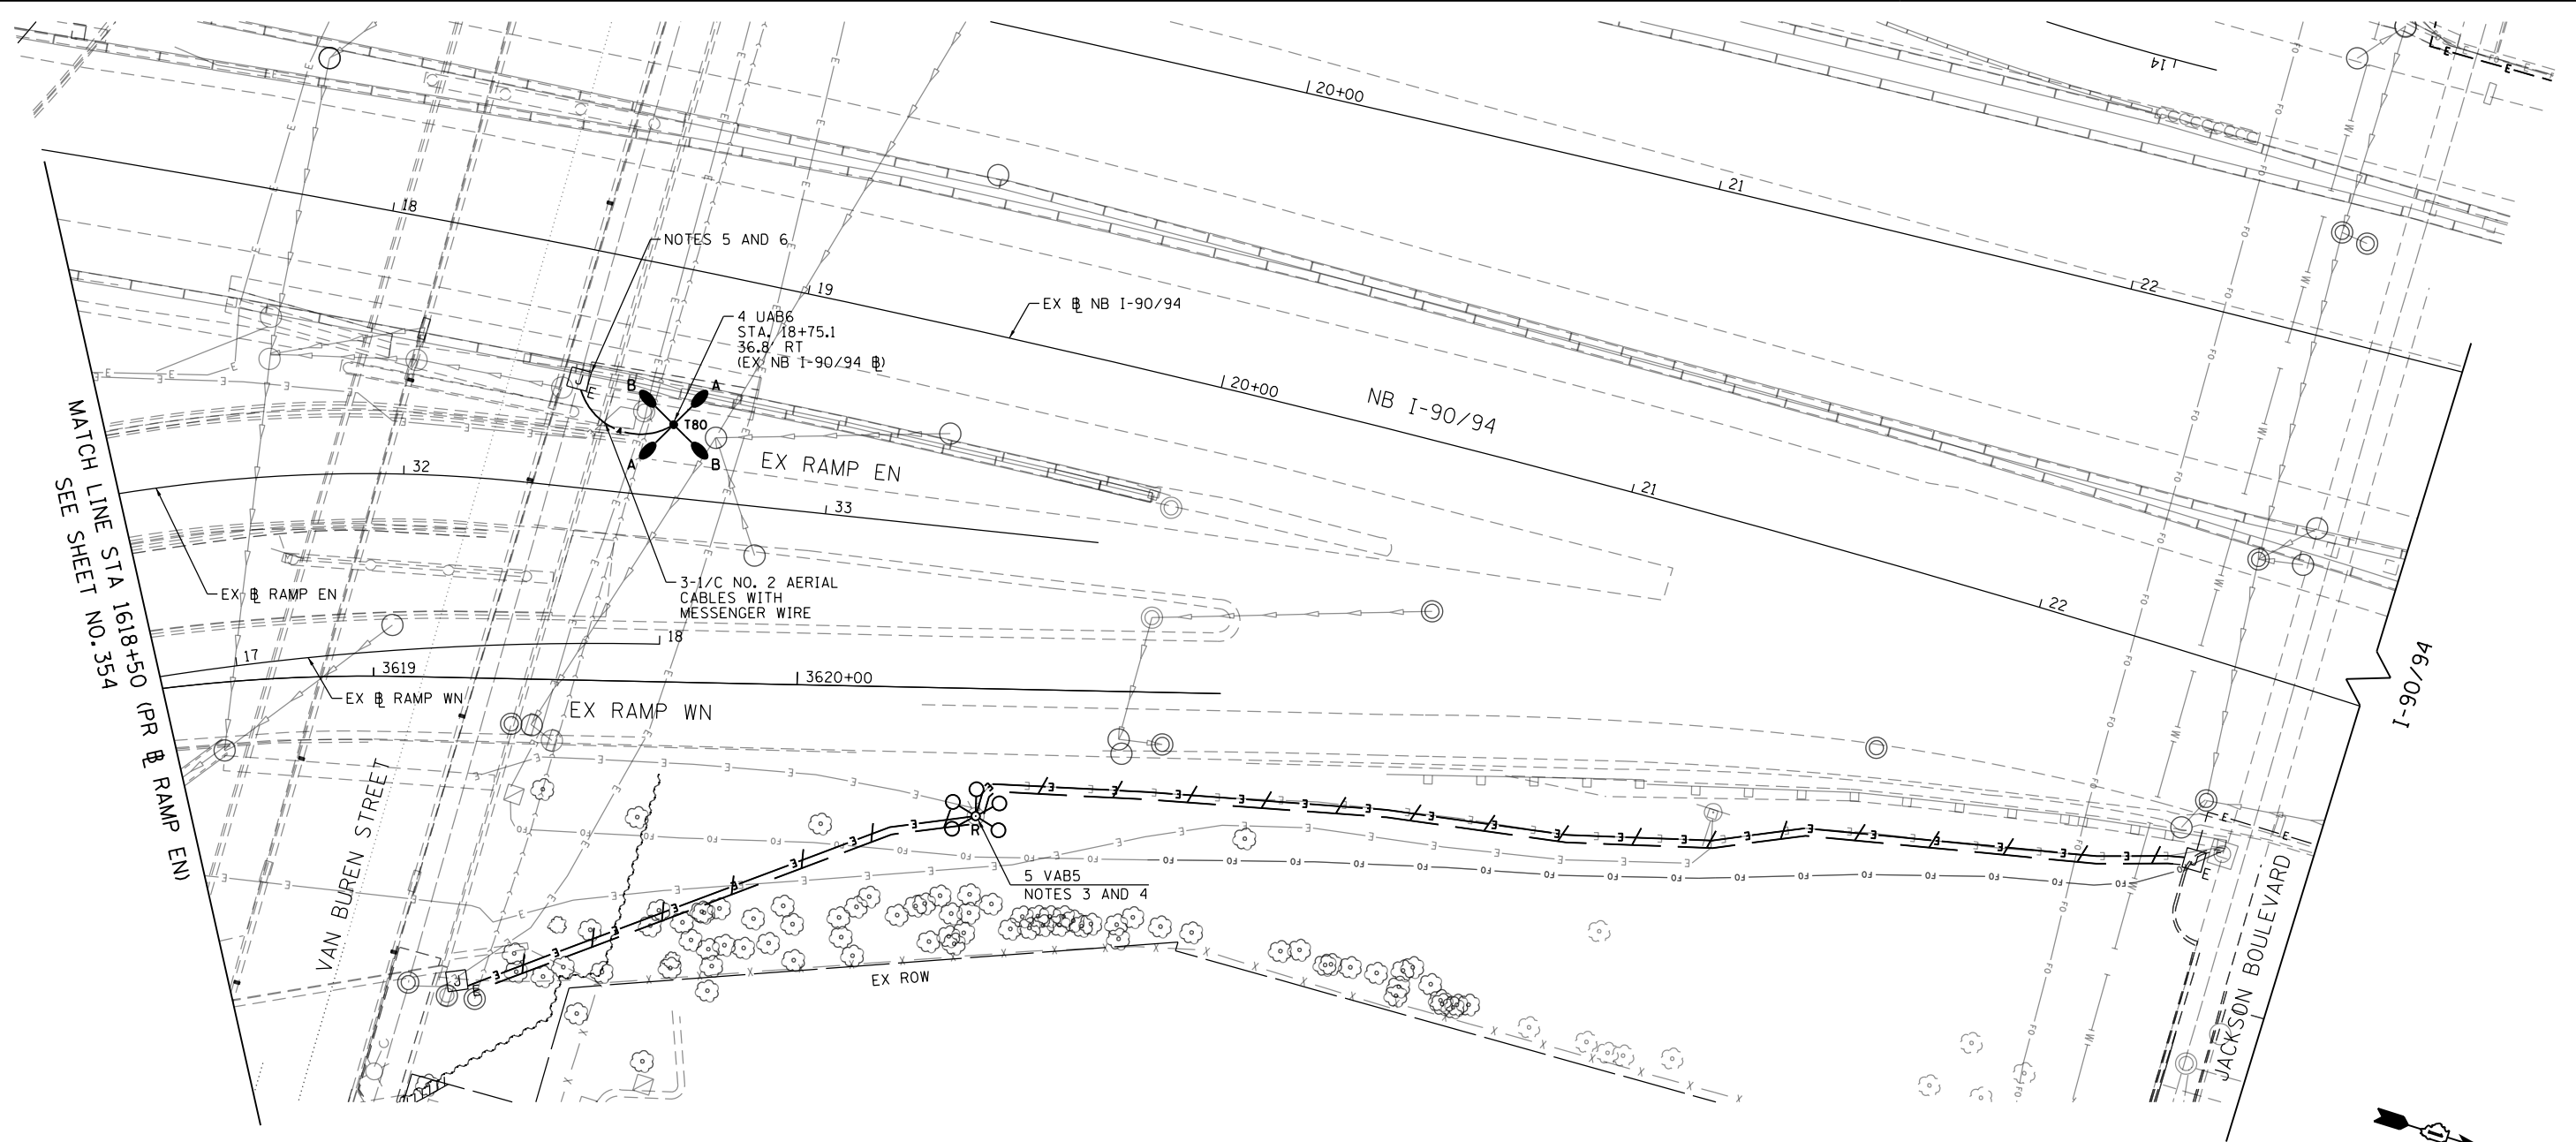 20+00
21
22
14
18
19
NOTES 5 AND 6
4 UAB6
STA. 18+75.1
36.8' RT
(EX NB I-90/94 ℄)
EX ℄ NB I-90/94
20+00
21
22
NB I-90/94
B
A
T80
A
B
J
E
4
EX RAMP EN
32
33
EX ℄ RAMP EN
3-1/C NO. 2 AERIAL
CABLES WITH
MESSENGER WIRE
17
18
3619
3620+00
EX ℄ RAMP WN
EX RAMP WN
MATCH LINE STA 1618+50 (PR ℄ RAMP EN)
SEE SHEET NO. 354
VAN BUREN STREET
R
5 VAB5
NOTES 3 AND 4
EX ROW
E
E
JACKSON BOULEVARD
I-90/94